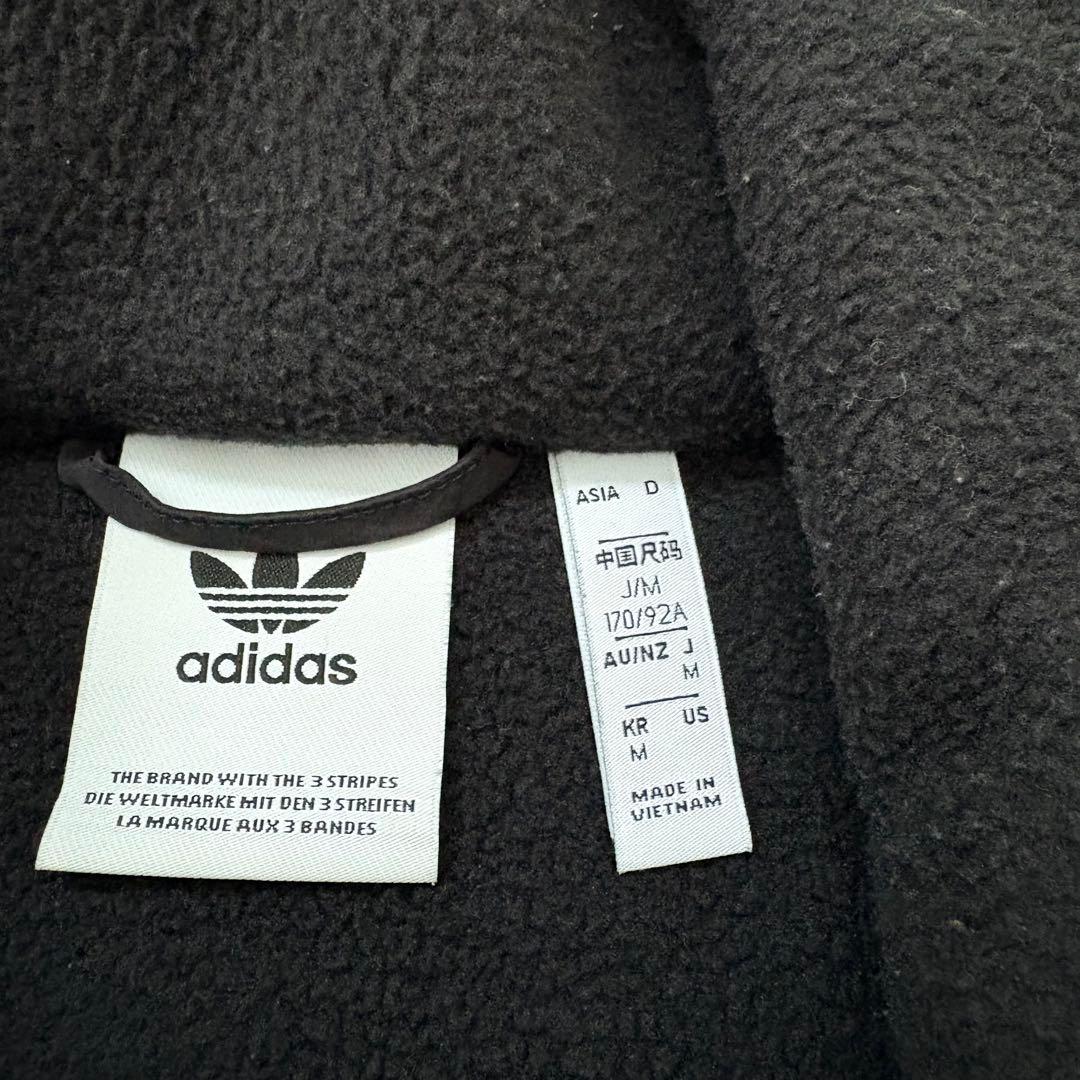 adidas
THE BRAND WITH THE 3 STRIPES
DIE WELTMARKE MIT DEN 3 STREIFEN
LA MARQUE AUX 3 BANDES
ASIA D
中国尺码
J/M
170/92A
AU/NZ J
M
KR US
M
MADE IN
VIETNAM